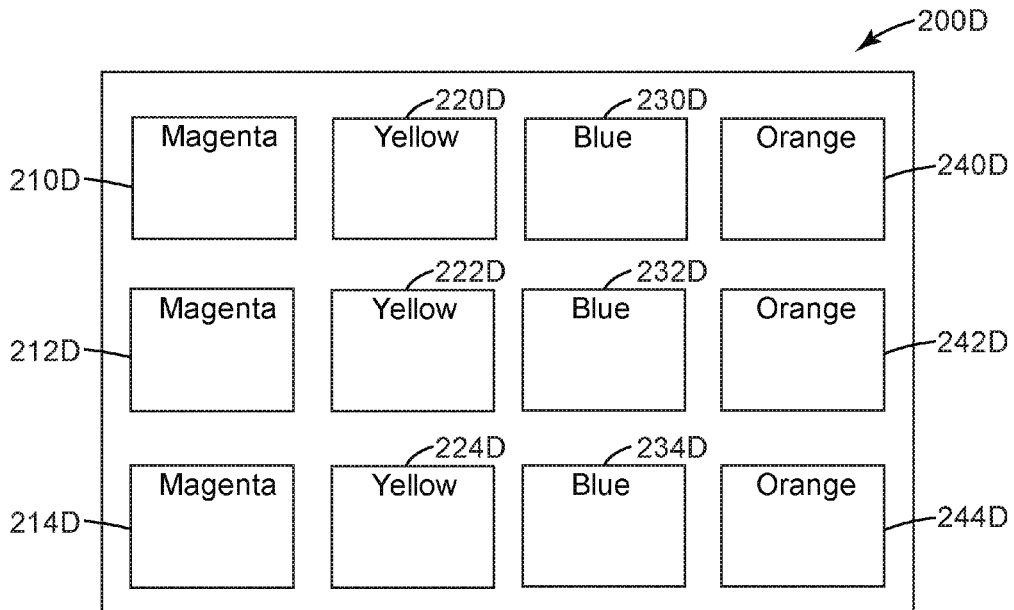 200D
220D 230D
Magenta Yellow Blue Orange
210D 240D
222D 232D
Magenta Yellow Blue Orange
212D 242D
224D 234D
Magenta Yellow Blue Orange
214D 244D